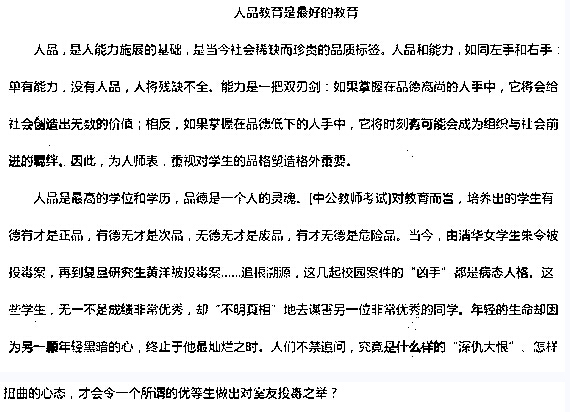 人品教育是最好的教育
人品，是人能力施展的基础，是当今社会稀缺而珍贵的品质标签。人品和能力，如同左手和右手：
单有能力，没有人品，人将残缺不全。能力是一把双刃剑：如果掌握在品德高尚的人手中，它将会给
社会创造出无数的价值；相反，如果掌握在品德低下的人手中，它将时刻有可能会成为组织与社会前
进的羁绊。因此，为人师表，重视对学生的品格塑造格外重要。
人品是最高的学位和学历，品德是一个人的灵魂。[中公教师考试]对教育而言，培养出的学生有
德有才是正品，有德无才是次品，无德无才是废品，有才无德是危险品。当今，由清华女学生朱令被
投毒案，再到复旦研究生黄洋被投毒案……追根溯源，这几起校园案件的“凶手”都是病态人格。这
些学生，无一不是成绩非常优秀，却“不明真相”地去谋害另一位非常优秀的同学。年轻的生命却因
为另一颗年轻黑暗的心，终止于他最灿烂之时。人们不禁追问，究竟是什么样的“深仇大恨”、怎样
扭曲的心态，才会令一个所谓的优等生做出对室友投毒之举？